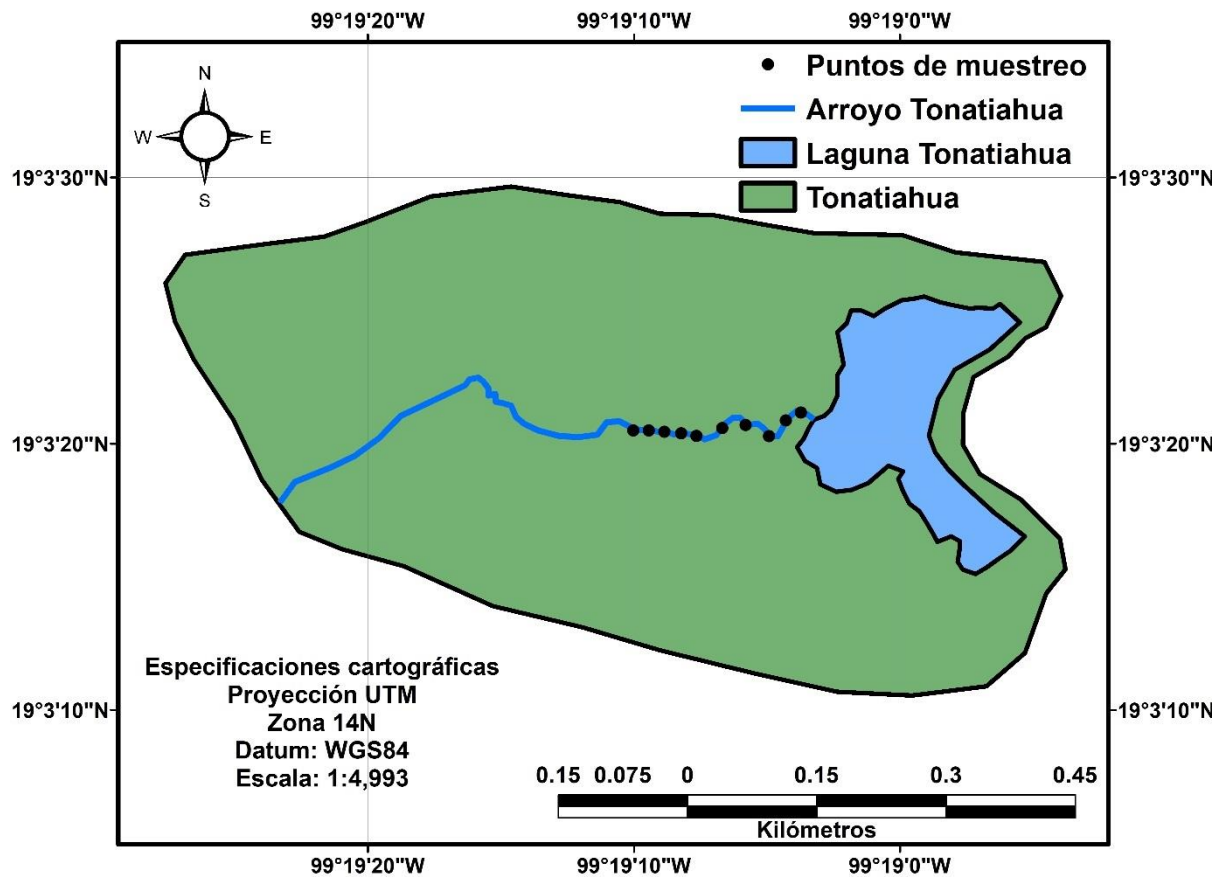 99°19'20"W 99°19'10"W 99°19'0"W
N
W E
S
Puntos de muestreo
Arroyo Tonatiahua
Laguna Tonatiahua
Tonatiahua
19°3'30"N 19°3'30"N
19°3'20"N 19°3'20"N
19°3'10"N 19°3'10"N
Especificaciones cartográficas
Proyección UTM
Zona 14N
Datum: WGS84
Escala: 1:4,993
0.15 0.075 0 0.15 0.3 0.45
Kilómetros
99°19'20"W 99°19'10"W 99°19'0"W